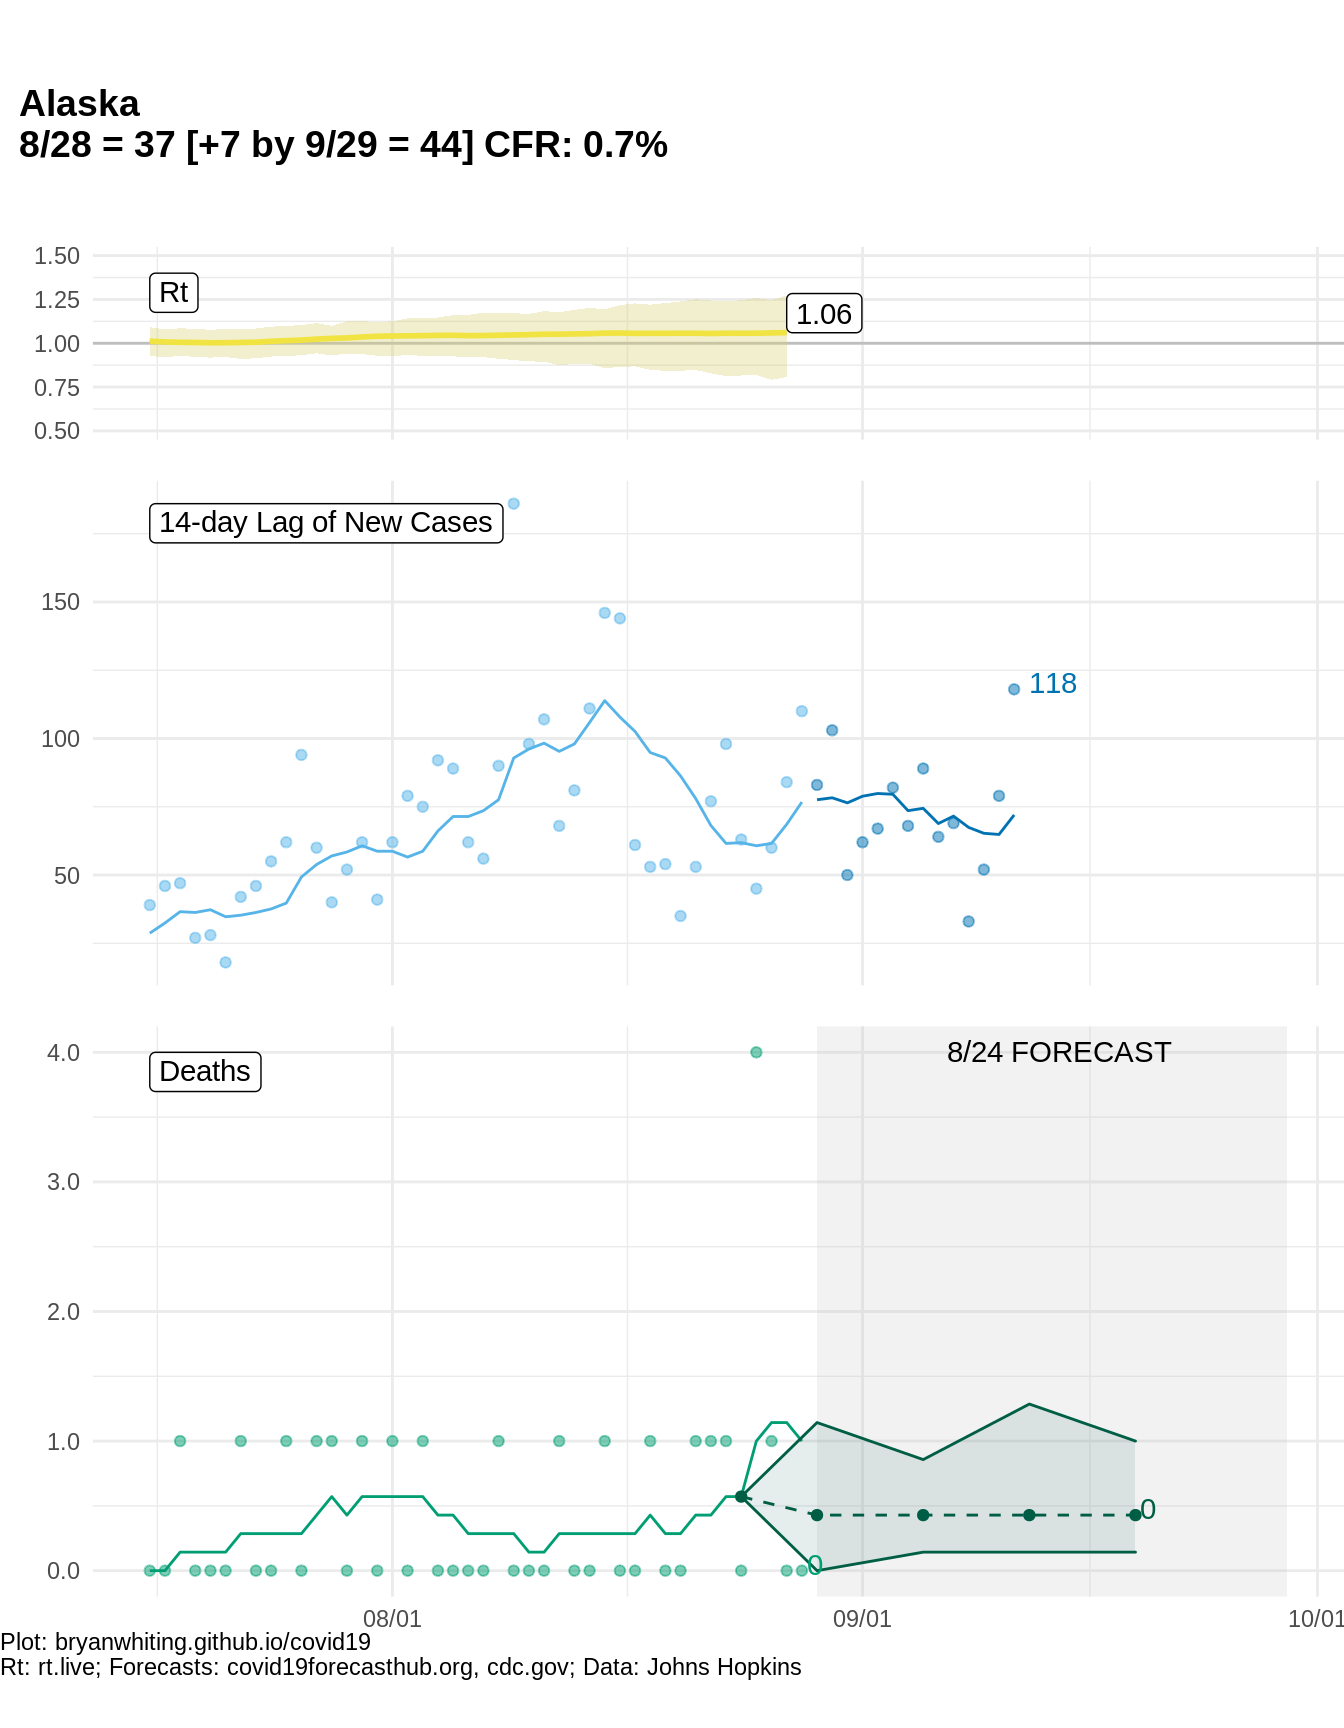 Alaska
8/28 = 37 [+7 by 9/29 = 44] CFR: 0.7%
1.50
Rt
1.25
1.06
1.00
0.75
0.50
14-day Lag of New Cases
150
118
100
50
4.0
8/24 FORECAST
Deaths
3.0
2.0
1.0
0
0
0.0
08/01
09/01
10/01
Plot: bryanwhiting.github.io/covid19
Rt: rt.live; Forecasts: covid19forecasthub.org, cdc.gov; Data: Johns Hopkins